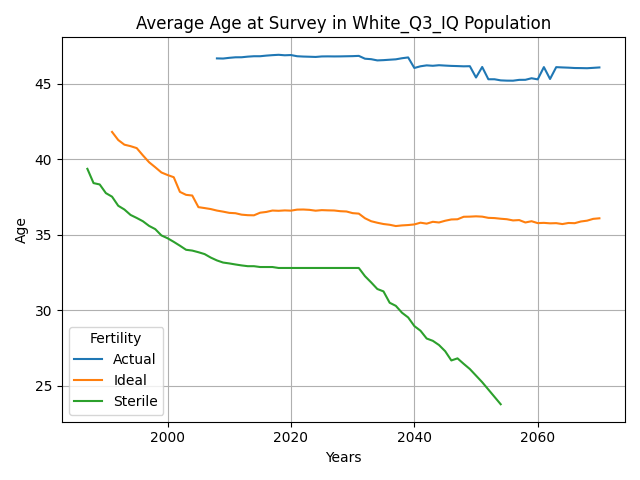 Average Age at Survey in White_Q3_IQ Population
Age
45
40
35
30
25
Fertility
Actual
Ideal
Sterile
2000
2020
2040
2060
Years